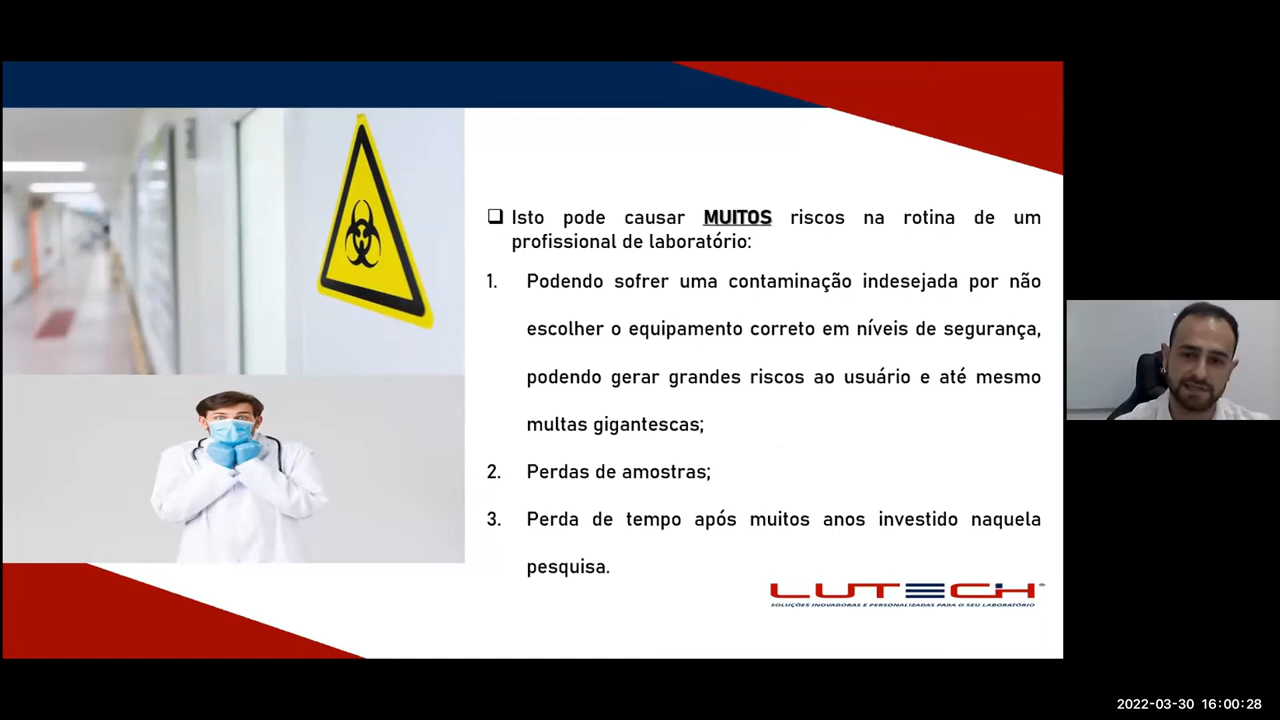 ❑ Isto pode causar MUITOS riscos na rotina de um
profissional de laboratório:
1. Podendo sofrer uma contaminação indesejada por não
escolher o equipamento correto em níveis de segurança,
podendo gerar grandes riscos ao usuário e até mesmo
multas gigantescas;
2. Perdas de amostras;
3. Perda de tempo após muitos anos investido naquela
pesquisa.
LUTECH®
SOLUÇÕES INOVADORAS E PERSONALIZADAS PARA O SEU LABORATÓRIO
2022-03-30 16:00:28